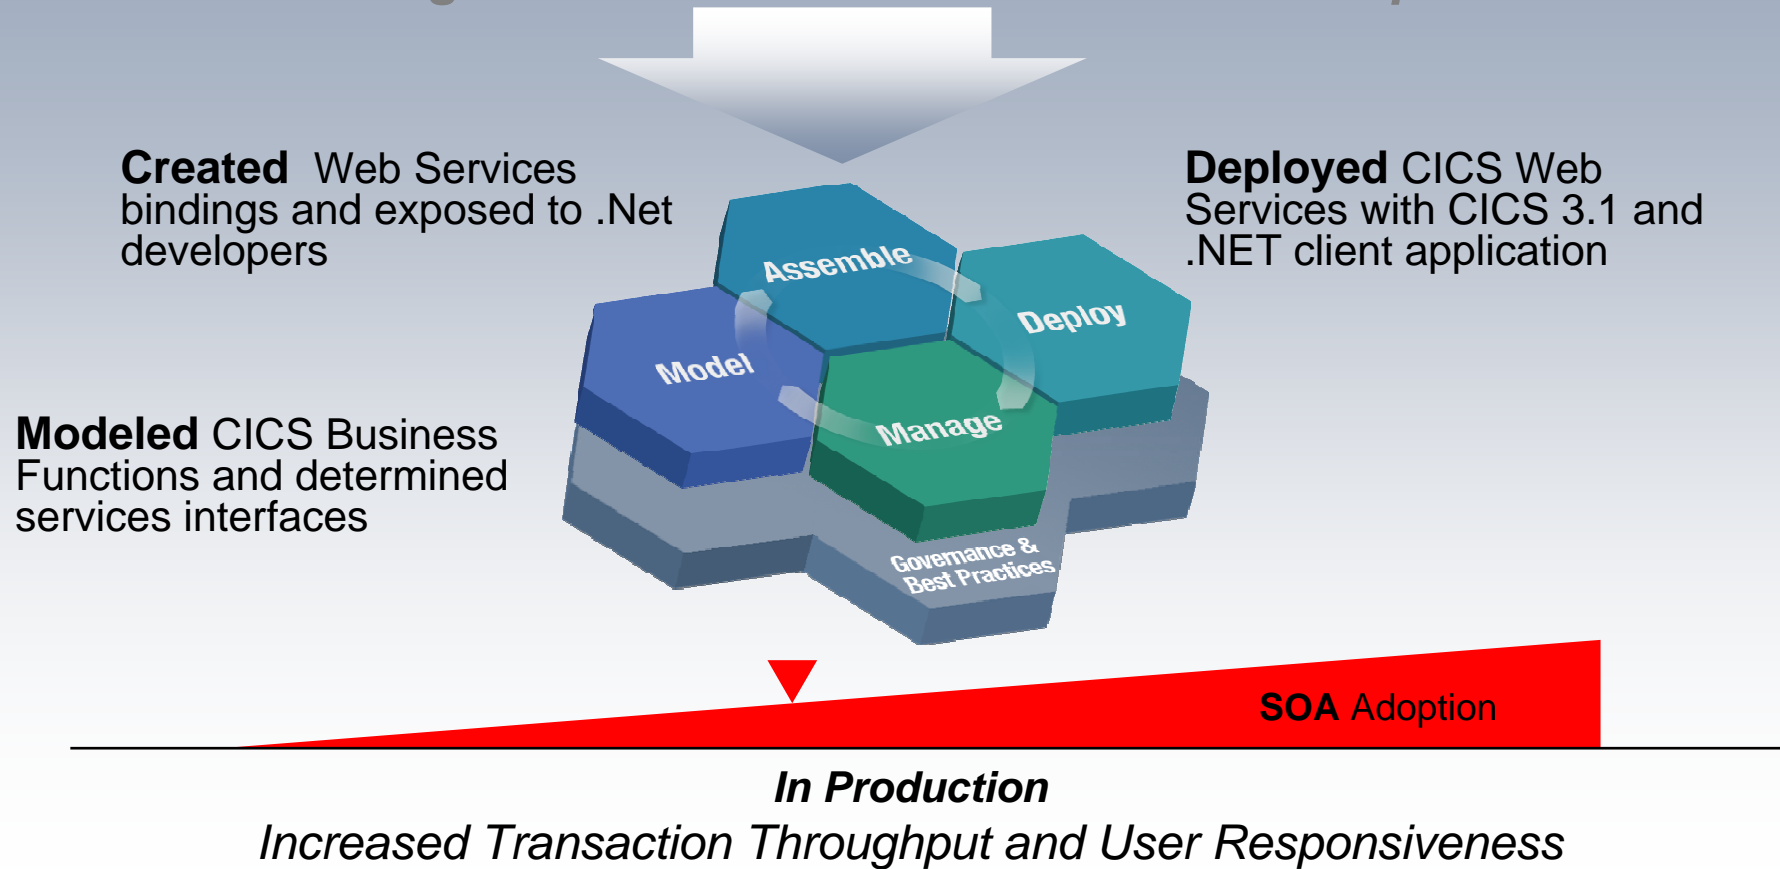 Created Web Services
bindings and exposed to .Net
developers
Deployed CICS Web
Services with CICS 3.1 and
.NET client application
Assemble
Deploy
Model
Manage
Modeled CICS Business
Functions and determined
services interfaces
Governance &
Best Practices
SOA Adoption
In Production
Increased Transaction Throughput and User Responsiveness